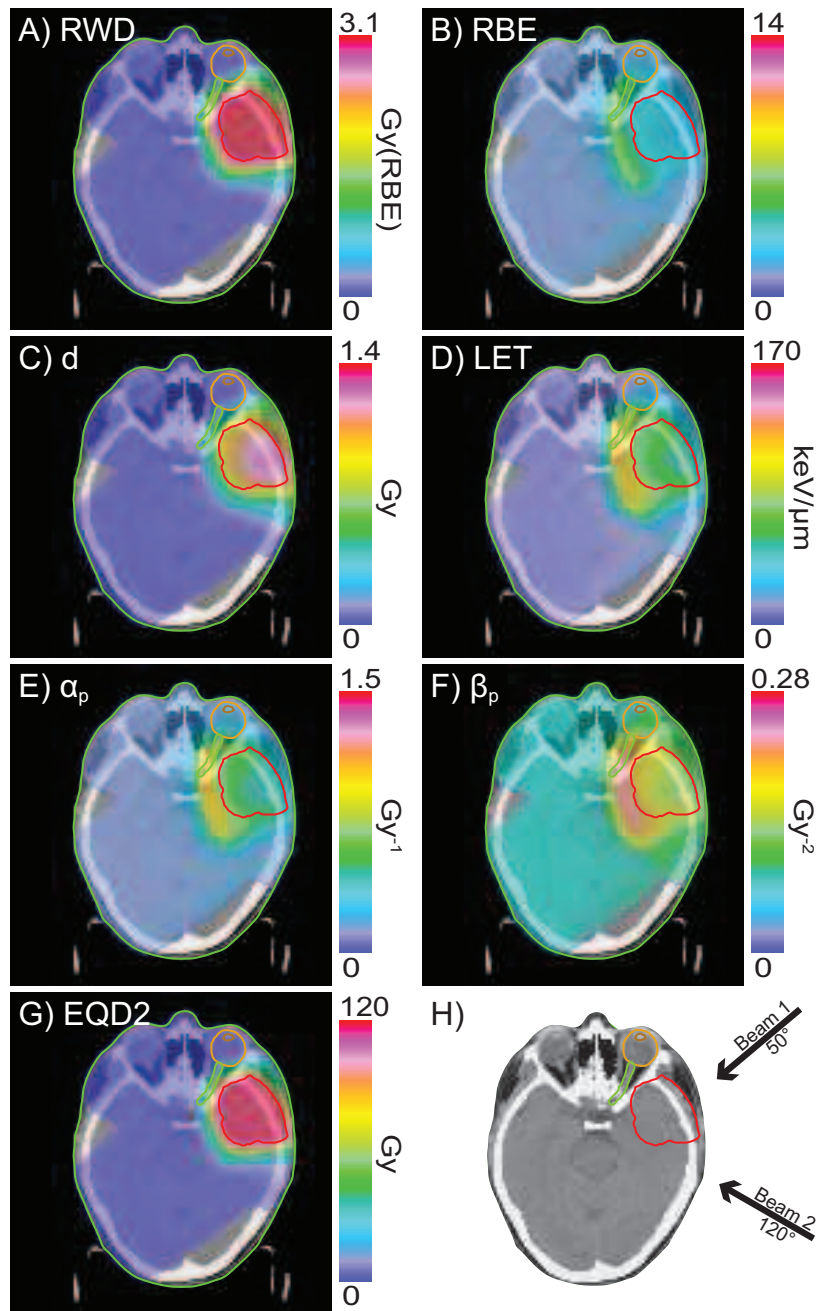 A) RWD
3.1
Gy(RBE)
0
B) RBE
14
0
C) d
1.4
Gy
0
D) LET
170
keV/μm
0
E) αp
1.5
Gy-1
0
F) βp
0.28
Gy-2
0
G) EQD2
120
Gy
0
H)
Beam 1
50°
Beam 2
120°